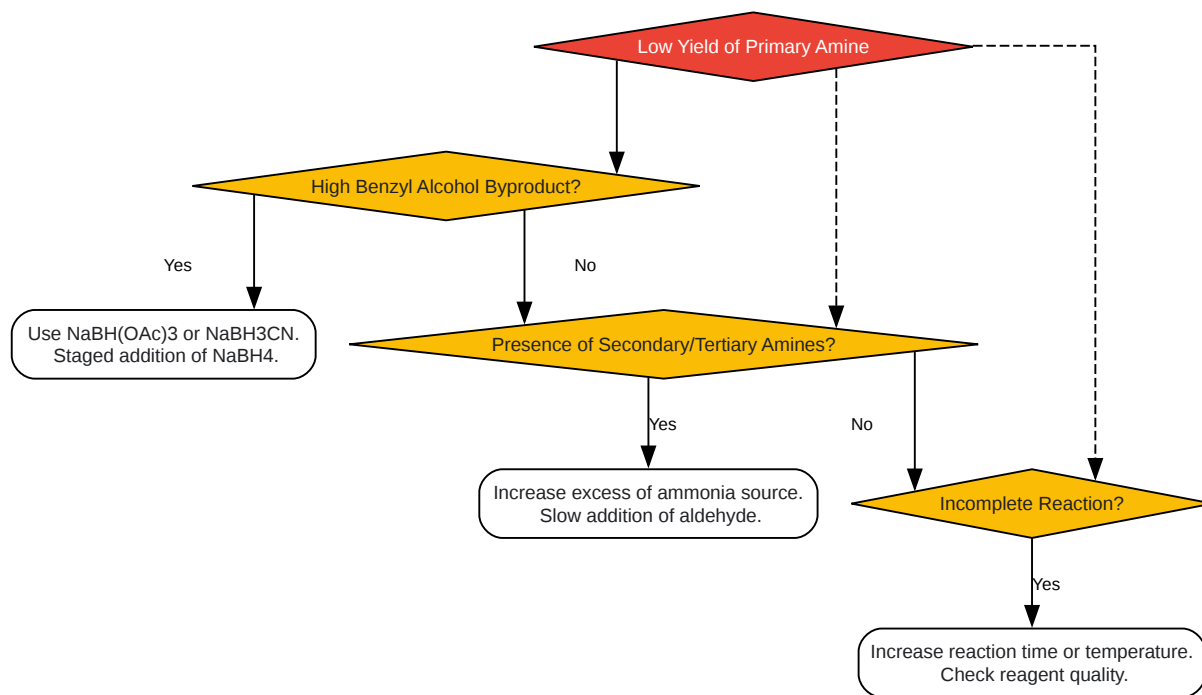 Low Yield of Primary Amine
High Benzyl Alcohol Byproduct?
Yes
No
Use NaBH(OAc)3 or NaBH3CN.
Staged addition of NaBH4.
Presence of Secondary/Tertiary Amines?
Yes
No
Increase excess of ammonia source.
Slow addition of aldehyde.
Incomplete Reaction?
Yes
Increase reaction time or temperature.
Check reagent quality.